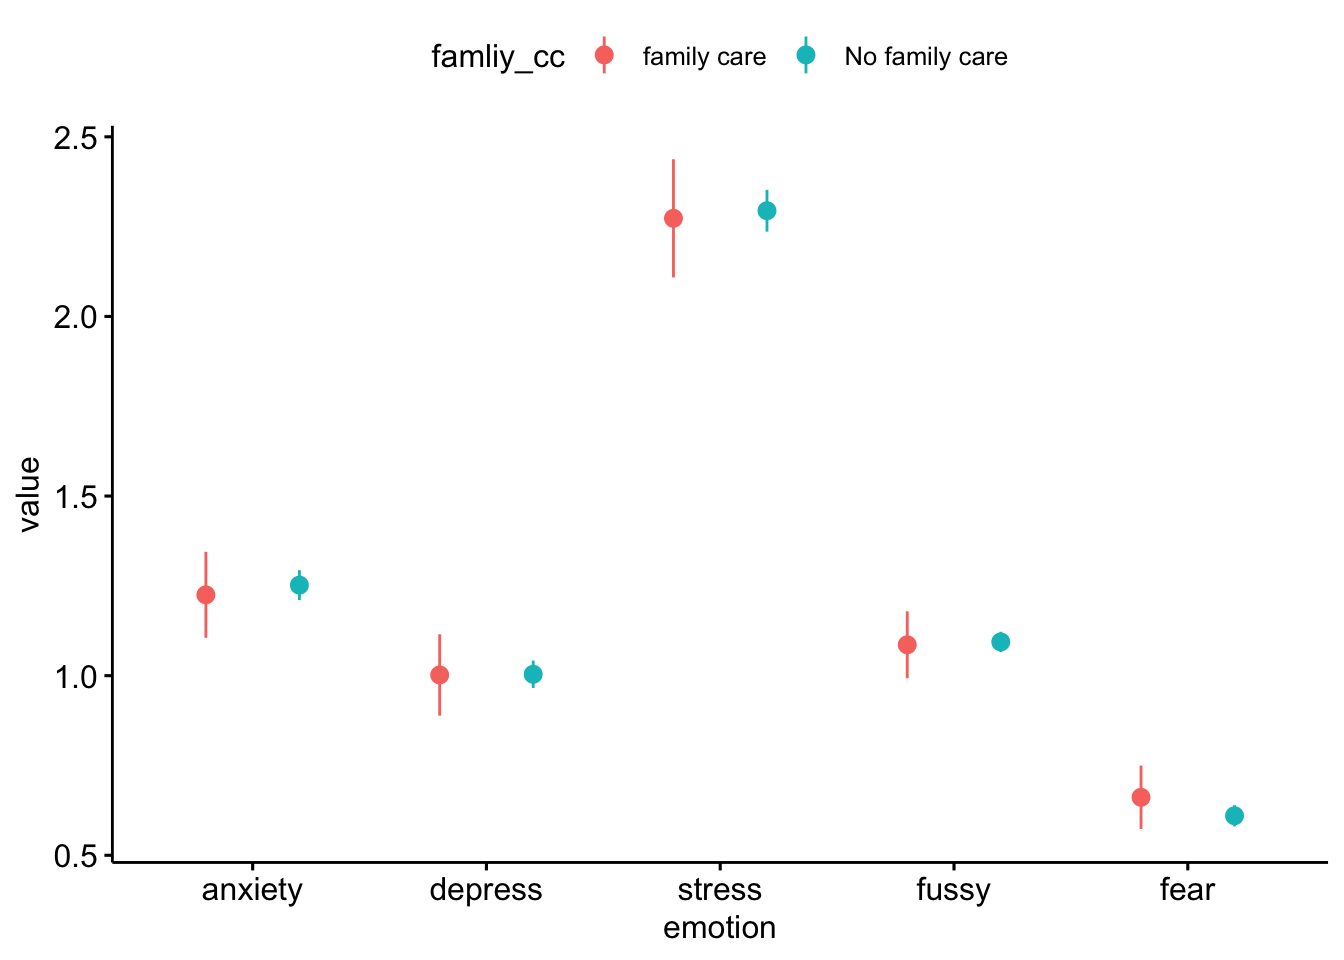 famliy_cc family care No family care
2.5
2.0
1.5
1.0
0.5
value
anxiety depress stress fussy fear
emotion